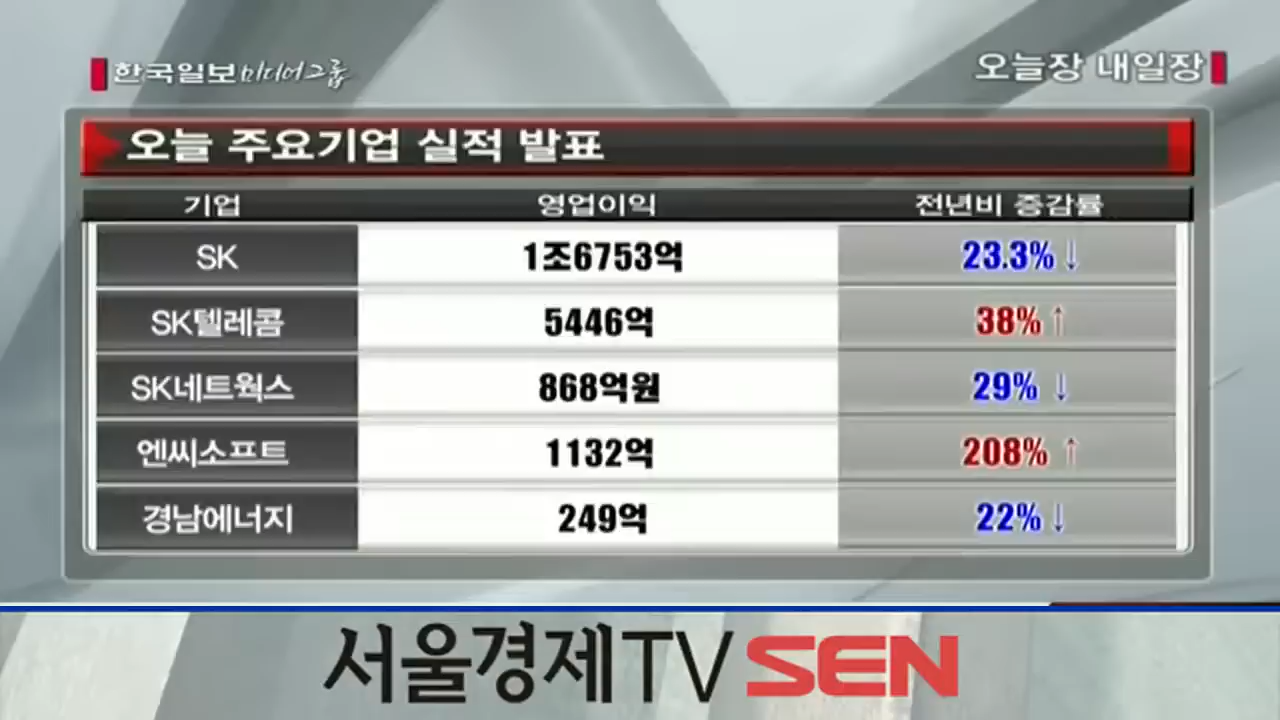 한국일보 미디어그룹
오늘장 내일장
오늘 주요기업 실적 발표
기업 영업이익 전년비 증감률
SK 1조6753억 23.3% ↓
SK텔레콤 5446억 38% ↑
SK네트웍스 868억원 29% ↓
엔씨소프트 1132억 208% ↑
경남에너지 249억 22% ↓
서울경제TV SEN